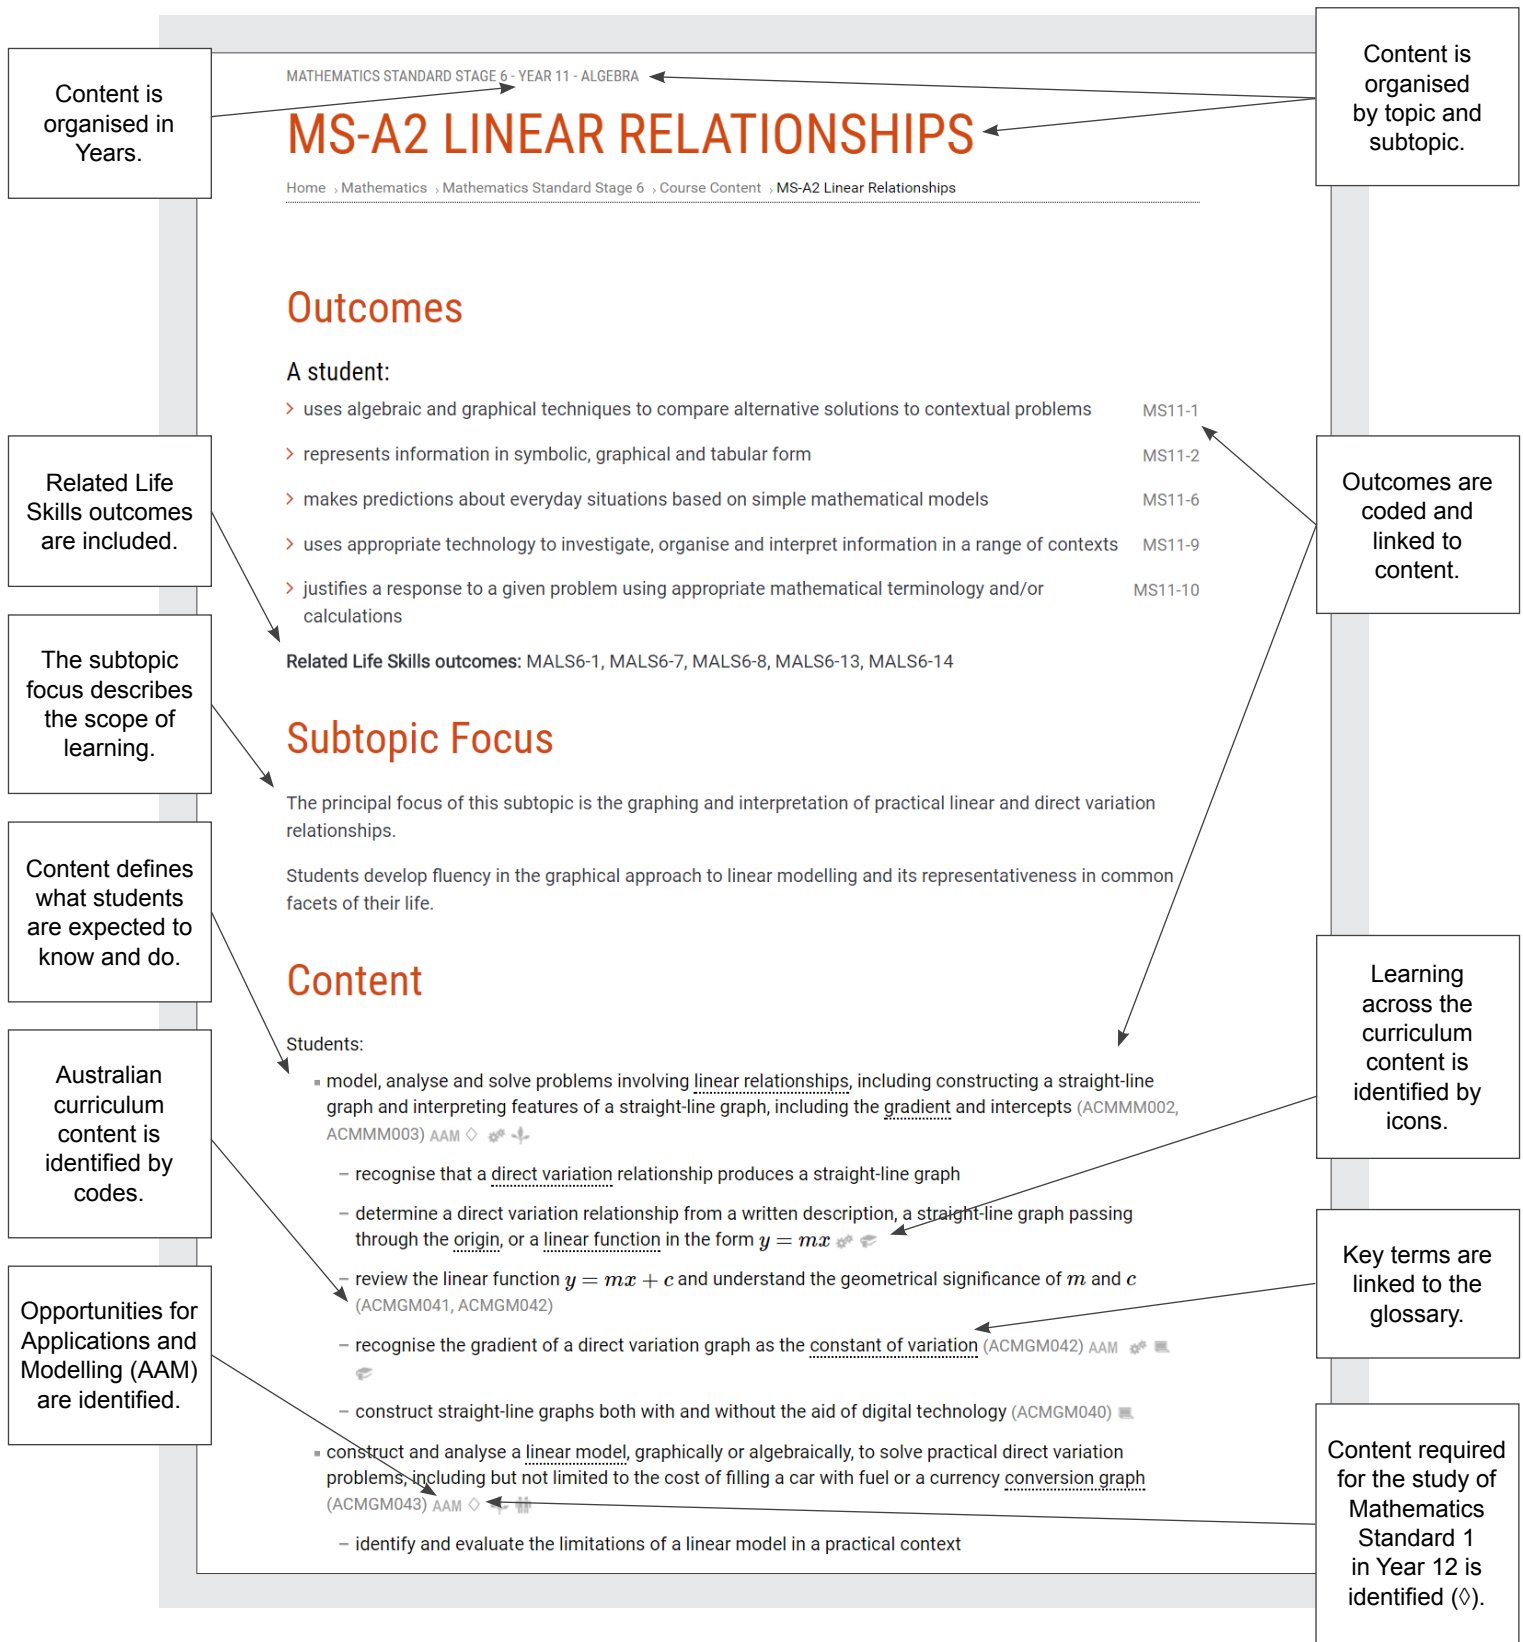 Content is
organised in
Years.
Content is
organised
by topic and
subtopic.
MATHEMATICS STANDARD STAGE 6 - YEAR 11 - ALGEBRA
MS-A2 LINEAR RELATIONSHIPS
Home › Mathematics › Mathematics Standard Stage 6 › Course Content › MS-A2 Linear Relationships
Outcomes
A student:
› uses algebraic and graphical techniques to compare alternative solutions to contextual problems MS11-1
› represents information in symbolic, graphical and tabular form MS11-2
› makes predictions about everyday situations based on simple mathematical models MS11-6
› uses appropriate technology to investigate, organise and interpret information in a range of contexts MS11-9
› justifies a response to a given problem using appropriate mathematical terminology and/or MS11-10
calculations
Related Life Skills outcomes: MALS6-1, MALS6-7, MALS6-8, MALS6-13, MALS6-14
Related Life
Skills outcomes
are included.
Outcomes are
coded and
linked to
content.
The subtopic
focus describes
the scope of
learning.
Subtopic Focus
The principal focus of this subtopic is the graphing and interpretation of practical linear and direct variation
relationships.
Students develop fluency in the graphical approach to linear modelling and its representativeness in common
facets of their life.
Content defines
what students
are expected to
know and do.
Learning
across the
curriculum
content is
identified by
icons.
Content
Students:
▪ model, analyse and solve problems involving linear relationships, including constructing a straight-line
graph and interpreting features of a straight-line graph, including the gradient and intercepts (ACMMM002,
ACMMM003) AAM ◊
– recognise that a direct variation relationship produces a straight-line graph
– determine a direct variation relationship from a written description, a straight-line graph passing
through the origin, or a linear function in the form y = mx
– review the linear function y = mx + c and understand the geometrical significance of m and c
(ACMGM041, ACMGM042)
– recognise the gradient of a direct variation graph as the constant of variation (ACMGM042) AAM
– construct straight-line graphs both with and without the aid of digital technology (ACMGM040)
▪ construct and analyse a linear model, graphically or algebraically, to solve practical direct variation
problems, including but not limited to the cost of filling a car with fuel or a currency conversion graph
(ACMGM043) AAM ◊
– identify and evaluate the limitations of a linear model in a practical context
Australian
curriculum
content is
identified by
codes.
Key terms are
linked to the
glossary.
Opportunities for
Applications and
Modelling (AAM)
are identified.
Content required
for the study of
Mathematics
Standard 1
in Year 12 is
identified (◊).